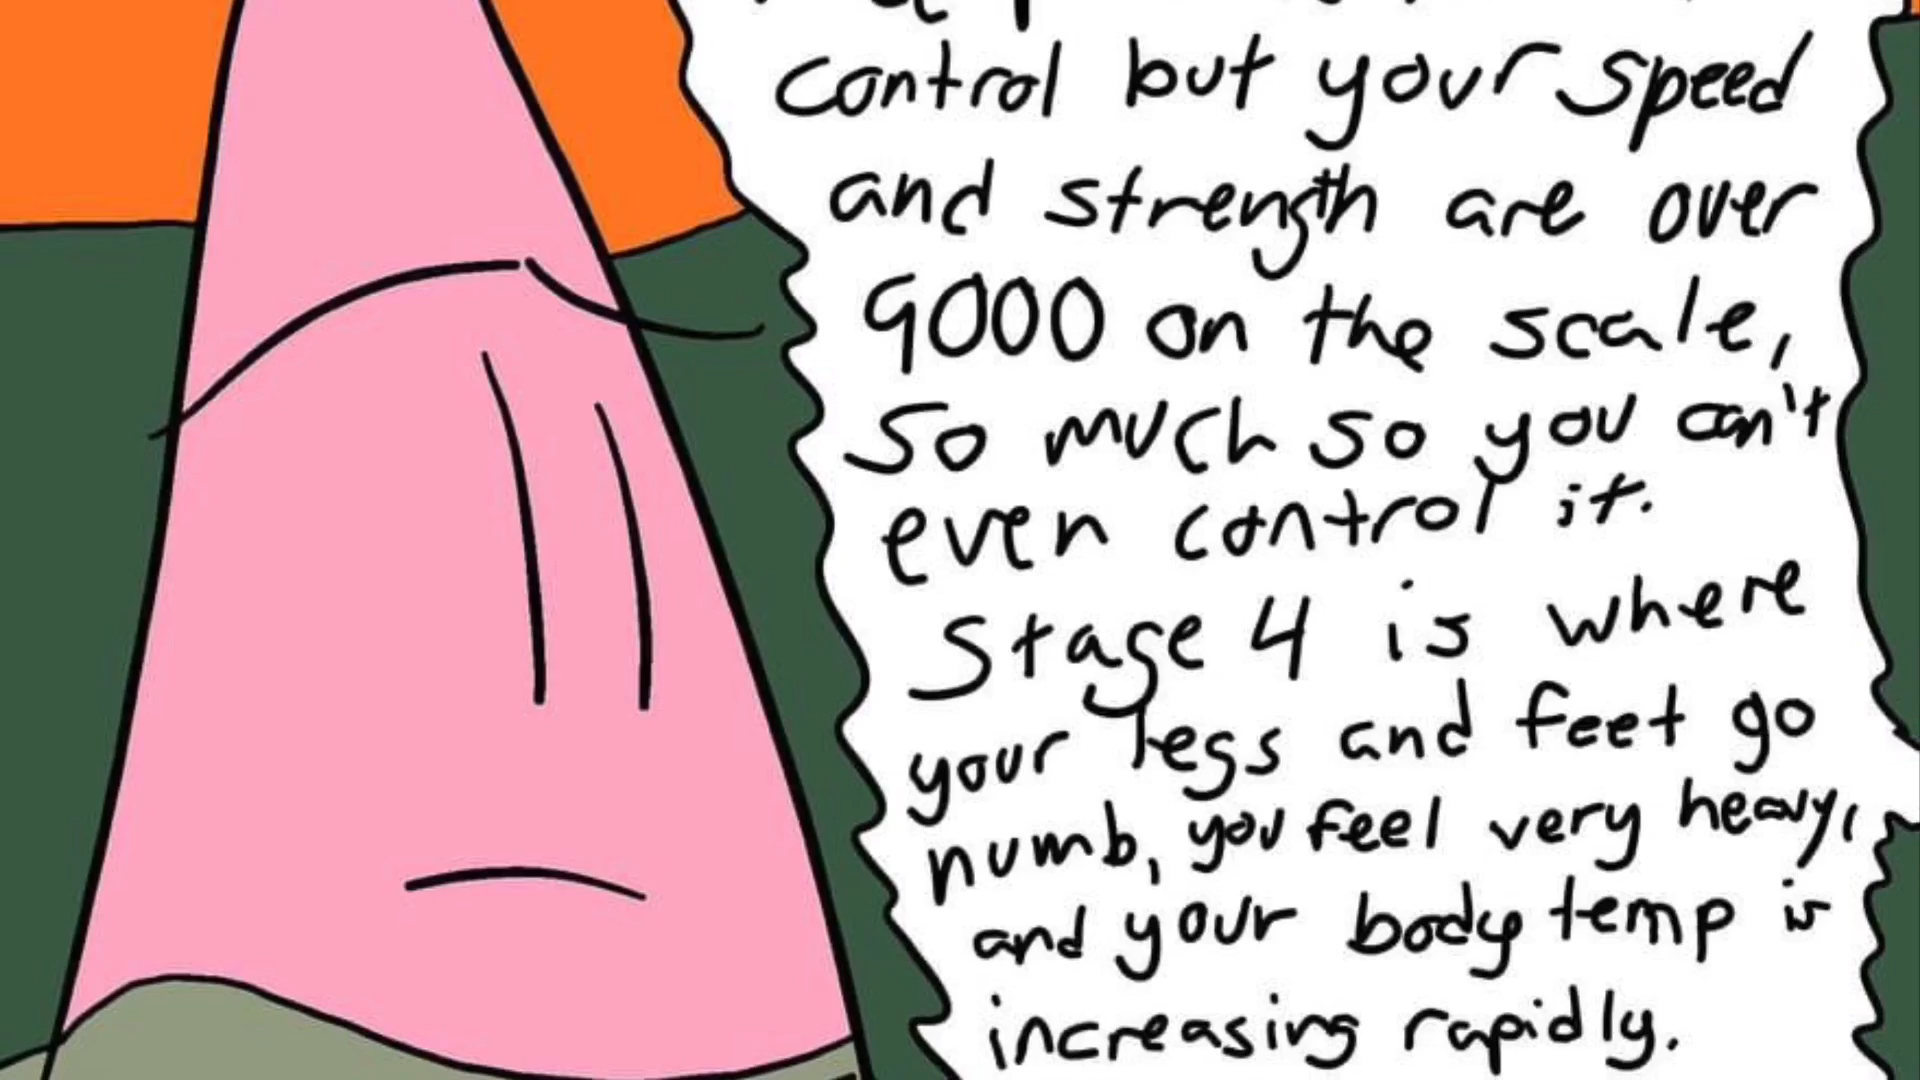 control but your speed
and strength are over
9000 on the scale,
so much so you can't
even control it.
Stage 4 is where
your legs and feet go
numb, you feel very heavy,
and your body temp is
increasing rapidly.